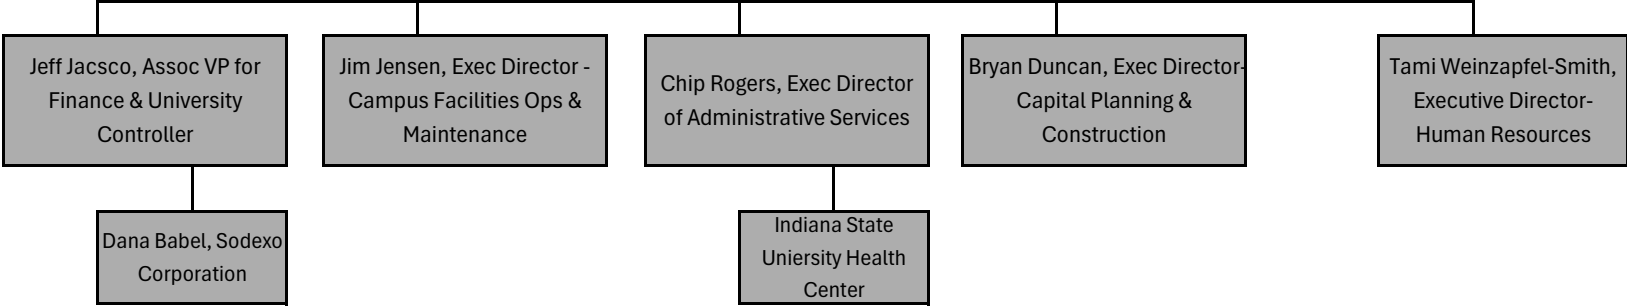 Jeff Jacsco, Assoc VP for
Finance & University
Controller
Jim Jensen, Exec Director -
Campus Facilities Ops &
Maintenance
Chip Rogers, Exec Director
of Administrative Services
Bryan Duncan, Exec Director-
Capital Planning &
Construction
Tami Weinzapfel-Smith,
Executive Director-
Human Resources
Dana Babel, Sodexo
Corporation
Indiana State
Uniersity Health
Center